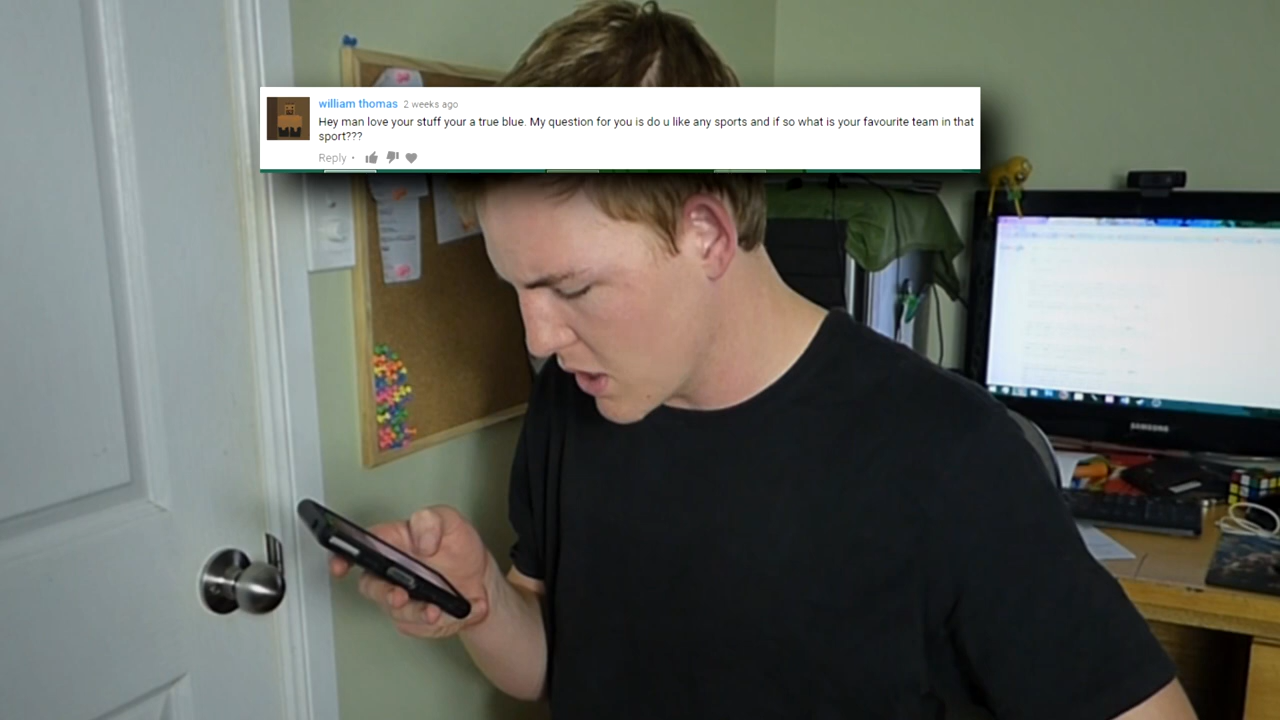 william thomas 2 weeks ago
Hey man love your stuff your a true blue. My question for you is do u like any sports and if so what is your favourite team in that
sport???
Reply •
SAMSUNG